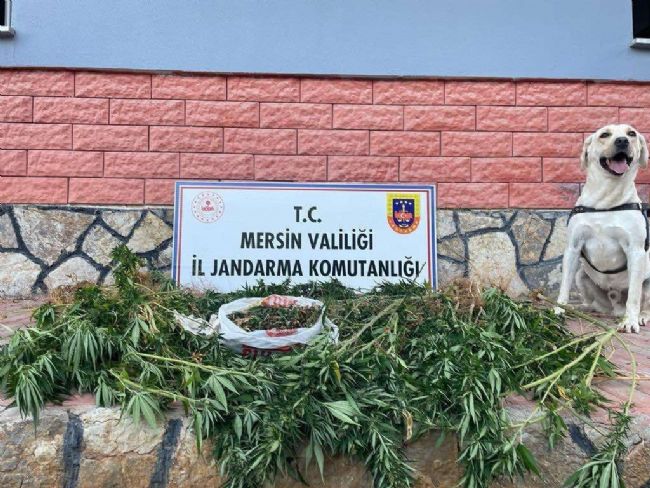 T.C.
MERSİN VALİLİĞİ
İL JANDARMA KOMUTANLIĞI